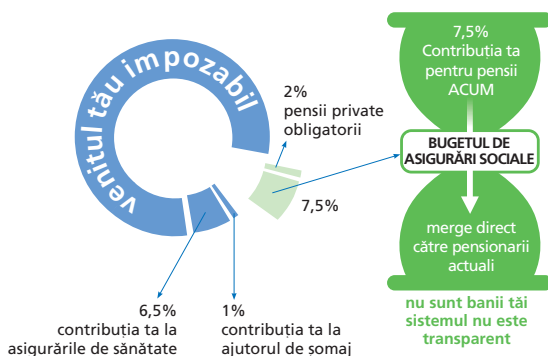 venitul tău impozabil
2%
pensii private
obligatorii
7,5%
6,5%
contribuția ta la
asigurările de sănătate
1%
contribuția ta la
ajutorul de șomaj
7,5%
Contribuția ta
pentru pensii
ACUM
BUGETUL DE
ASIGURĂRI SOCIALE
merge direct
către pensionarii
actuali
nu sunt banii tăi
sistemul nu este
transparent